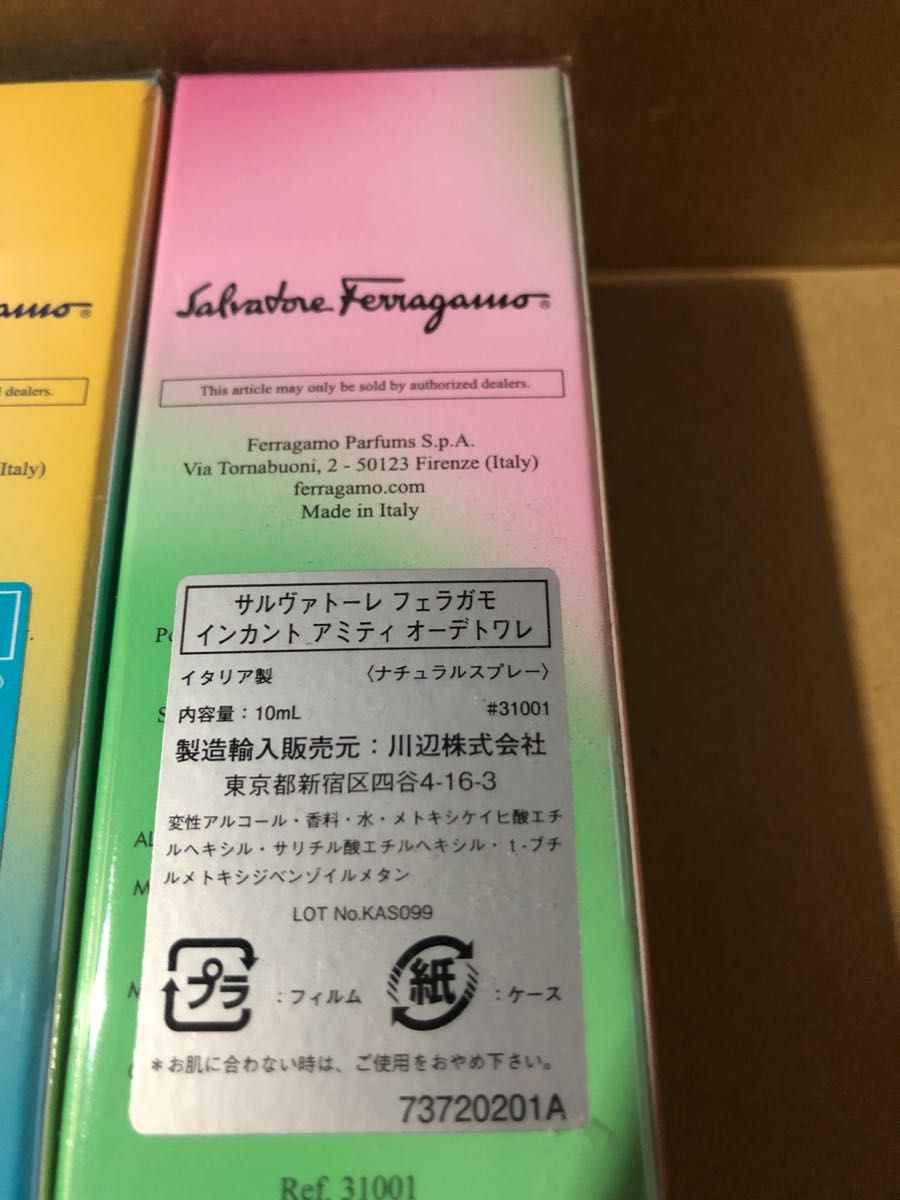 Salvatore Ferragamo®
This article may only be sold by authorized dealers.
Ferragamo Parfums S.p.A.
Via Tornabuoni, 2 - 50123 Firenze (Italy)
ferragamo.com
Made in Italy
サルヴァトーレ フェラガモ
インカント アミティ オーデトワレ
イタリア製 〈ナチュラルスプレー〉
内容量：10mL #31001
製造輸入販売元：川辺株式会社
東京都新宿区四谷4-16-3
変性アルコール・香料・水・メトキシケイヒ酸エチ
ルヘキシル・サリチル酸エチルヘキシル・t-ブチ
ルメトキシジベンゾイルメタン
LOT No.KAS099
プラ ：フィルム 紙 ：ケース
＊お肌に合わない時は、ご使用をおやめ下さい。
73720201A
Ref. 31001
dealers.
Italy)